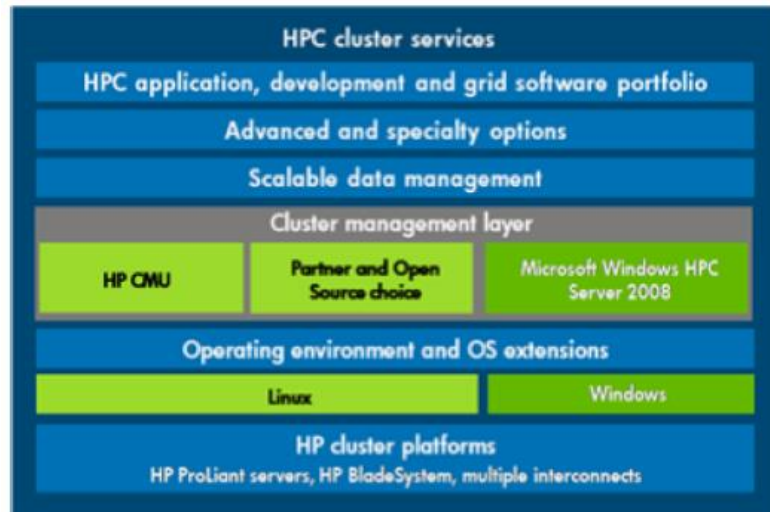 HPC cluster services
HPC application, development and grid software portfolio
Advanced and specialty options
Scalable data management
Cluster management layer
HP CMU
Partner and Open
Source choice
Microsoft Windows HPC
Server 2008
Operating environment and OS extensions
Linux
Windows
HP cluster platforms
HP ProLiant servers, HP BladeSystem, multiple interconnects